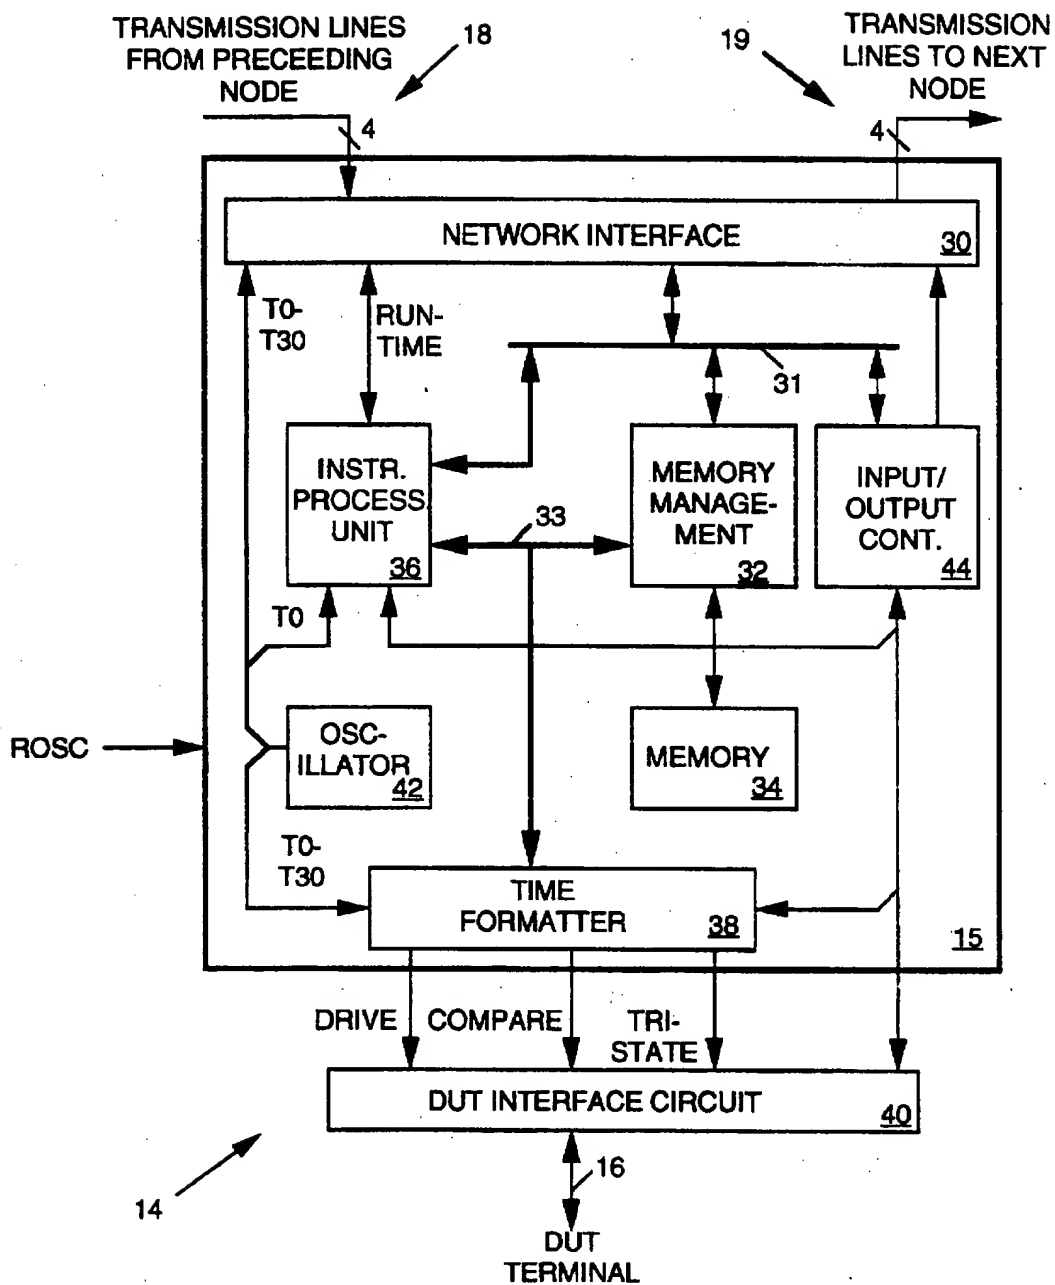 TRANSMISSION LINES
FROM PRECEEDING
NODE
18
19
TRANSMISSION
LINES TO NEXT
NODE
4
4
NETWORK INTERFACE
30
T0-
T30
RUN-
TIME
31
INSTR.
PROCESS
UNIT
36
33
MEMORY
MANAGE-
MENT
32
INPUT/
OUTPUT
CONT.
44
T0
ROSC
OSC-
ILLATOR
42
MEMORY
34
T0-
T30
TIME
FORMATTER
38
15
DRIVE
COMPARE
TRI-
STATE
DUT INTERFACE CIRCUIT
40
14
16
DUT
TERMINAL